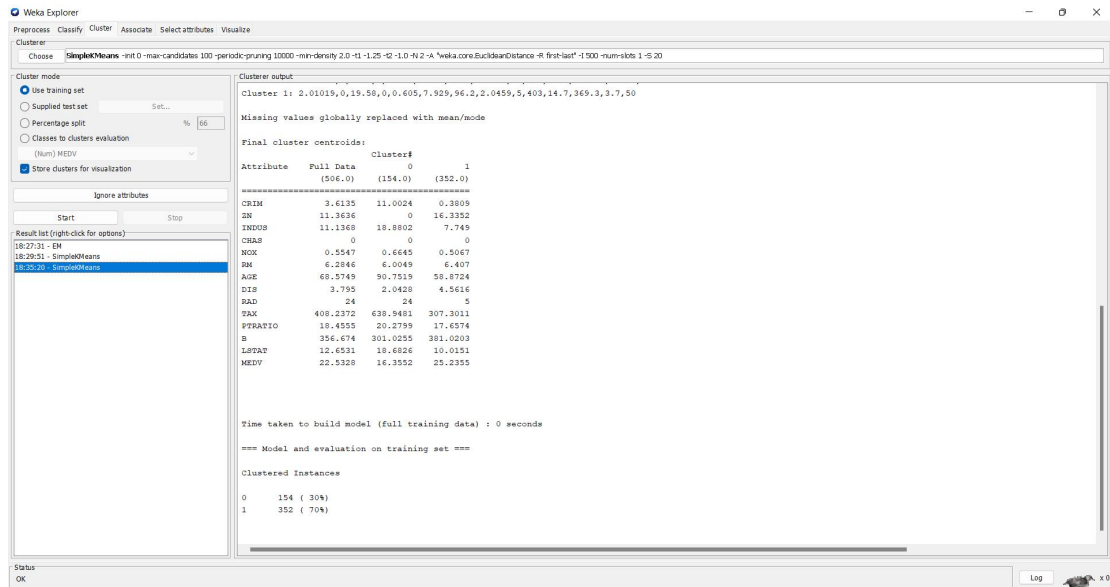 Weka Explorer
Preprocess Classify Cluster Associate Select attributes Visualize
Clusterer
Choose SimpleKMeans -init 0 -max-candidates 100 -periodic-pruning 10000 -min-density 2.0 -t1 -1.25 -t2 -1.0 -N 2 -A "weka.core.EuclideanDistance -R first-last" -I 500 -num-slots 1 -S 20
Cluster mode
Use training set
Supplied test set Set...
Percentage split % 66
Classes to clusters evaluation
(Num) MEDV
Store clusters for visualization
Ignore attributes
Start Stop
Result list (right-click for options)
18:27:31 - EM
18:29:51 - SimpleKMeans
18:35:20 - SimpleKMeans
Clusterer output
Cluster 1: 2.01019,0,19.58,0,0.605,7.929,96.2,2.0459,5,403,14.7,369.3,3.7,50
Missing values globally replaced with mean/mode
Final cluster centroids:
Cluster#
Attribute Full Data 0 1
(506.0) (154.0) (352.0)
==============================================
CRIM 3.6135 11.0024 0.3809
ZN 11.3636 0 16.3352
INDUS 11.1368 18.8802 7.749
CHAS 0 0 0
NOX 0.5547 0.6645 0.5067
RM 6.2846 6.0049 6.407
AGE 68.5749 90.7519 58.8724
DIS 3.795 2.0428 4.5616
RAD 24 24 5
TAX 408.2372 638.9481 307.3011
PTRATIO 18.4555 20.2799 17.6574
B 356.674 301.0255 381.0203
LSTAT 12.6531 18.6826 10.0151
MEDV 22.5328 16.3552 25.2355
Time taken to build model (full training data) : 0 seconds
=== Model and evaluation on training set ===
Clustered Instances
0 154 ( 30%)
1 352 ( 70%)
Status
OK
Log x 0